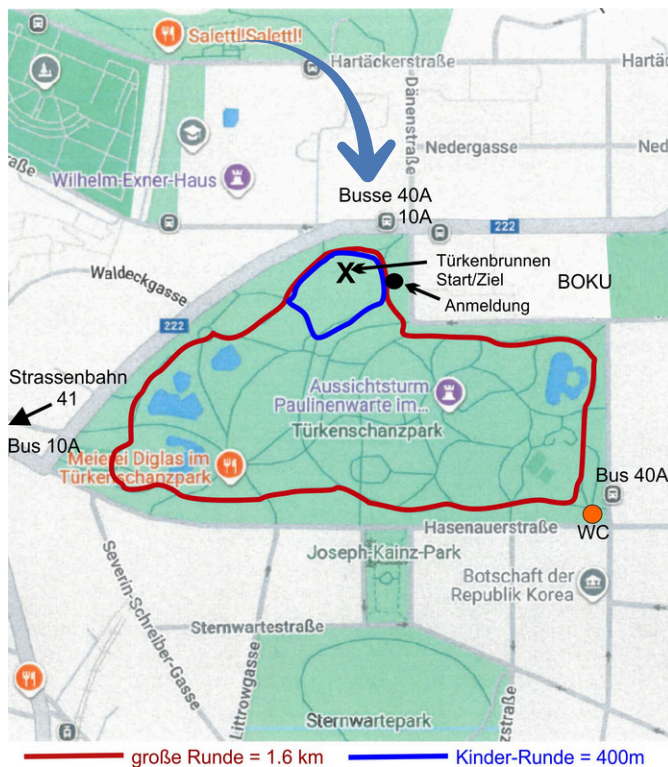 Salettl!Salettl!
Hartäckerstraße
Hartäc
Dänenstraße
Nedergasse
Ned
raße
Wilhelm-Exner-Haus
Busse 40A
10A
222
Türkenbrunnen
Start/Ziel
X
BOKU
Anmeldung
Waldeckgasse
222
Strassenbahn
41
Aussichtsturm
Paulinenwarte im...
Türkenschanzpark
Bus 10A
Meierei Diglas im
Türkenschanzpark
Bus 40A
Hasenauerstraße
WC
Joseph-Kainz-Park
Botschaft der
Republik Korea
Severin-Schreiber-Gasse
Sternwartestraße
Littrowgasse
Sternwartepark
zstraße
große Runde = 1.6 km
Kinder-Runde = 400m